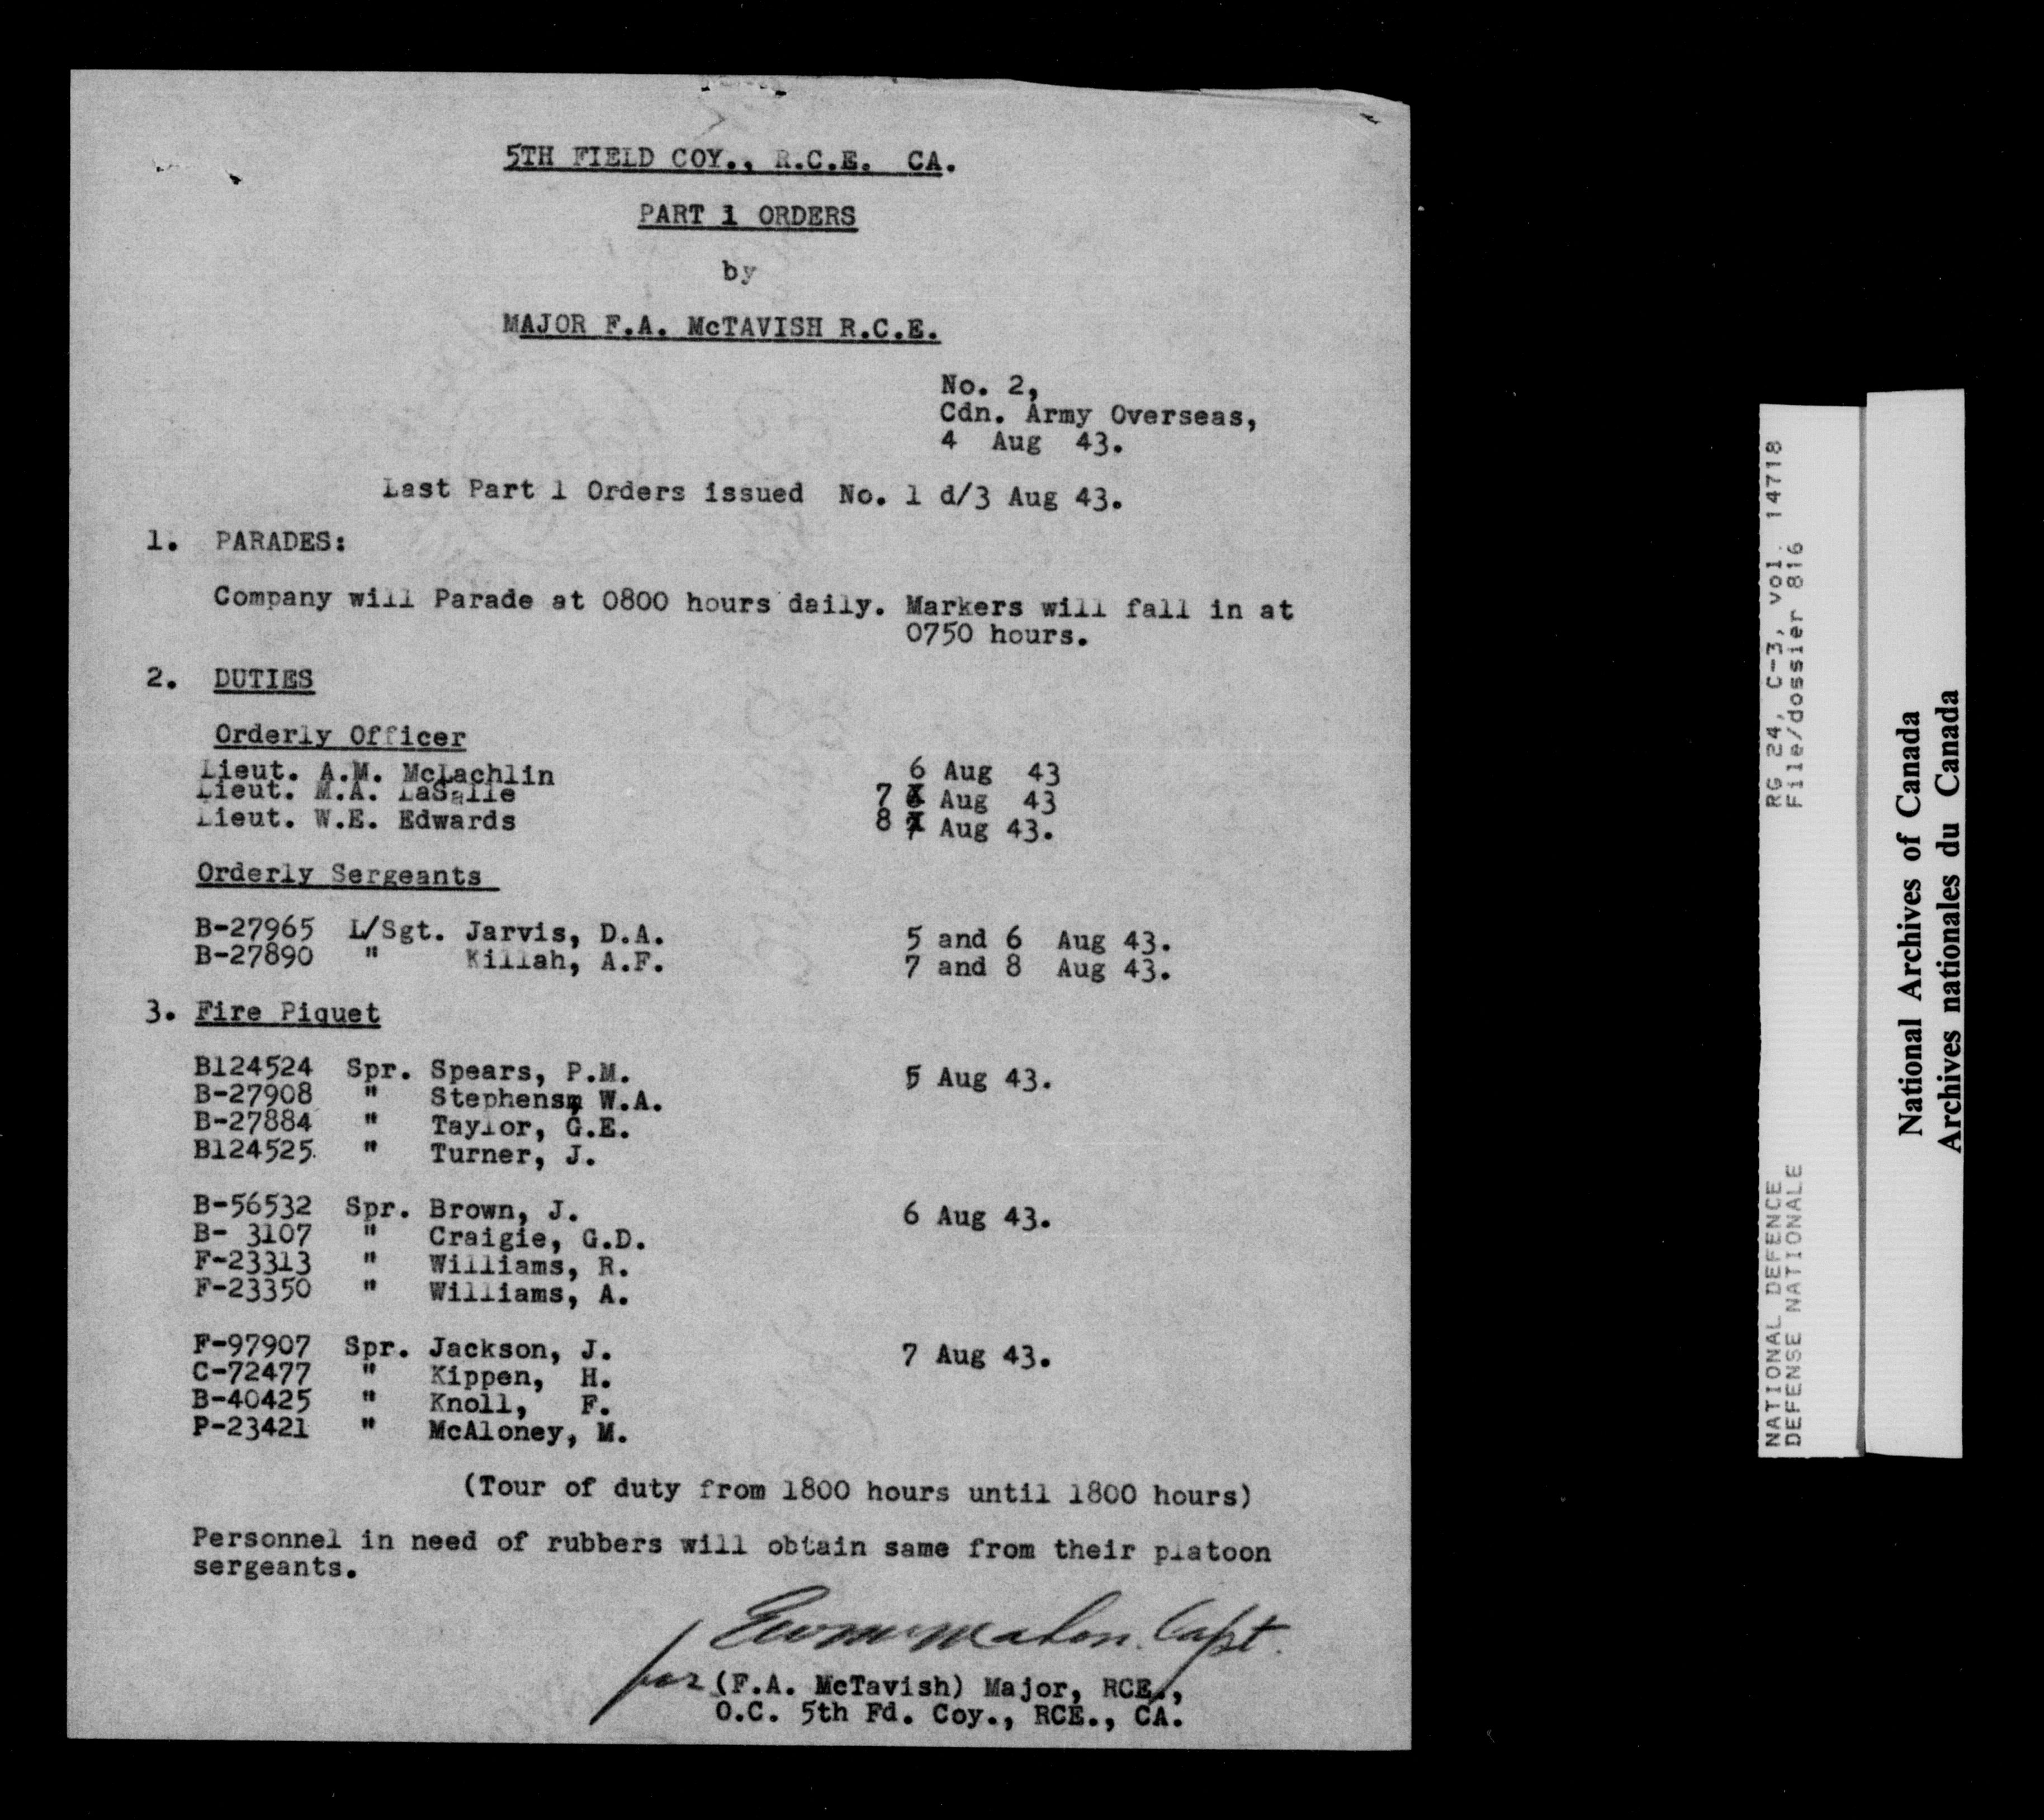 5TH FIELD COY., R.C.E. CA.
PART 1 ORDERS
by
MAJOR F.A. McTAVISH R.C.E.
No. 2,
Cdn. Army Overseas,
4 Aug 43.
Last Part 1 Orders issued No. 1 d/3 Aug 43.
1. PARADES:
Company will Parade at 0800 hours daily. Markers will fall in at
0750 hours.
2. DUTIES
Orderly Officer
Lieut. A.M. McLachlin 6 Aug 43
Lieut. M.A. LaSalle 7 Aug 43
Lieut. W.E. Edwards 8 Aug 43.
Orderly Sergeants
B-27965 L/Sgt. Jarvis, D.A. 5 and 6 Aug 43.
B-27890 " Killah, A.F. 7 and 8 Aug 43.
3. Fire Piquet
B124524 Spr. Spears, P.M. 5 Aug 43.
B-27908 " Stephens, W.A.
B-27884 " Taylor, G.E.
B124525 " Turner, J.
B-56532 Spr. Brown, J. 6 Aug 43.
B- 3107 " Craigie, G.D.
F-23313 " Williams, R.
F-23350 " Williams, A.
F-97907 Spr. Jackson, J. 7 Aug 43.
C-72477 " Kippen, H.
B-40425 " Knoll, F.
P-23421 " McAloney, M.
(Tour of duty from 1800 hours until 1800 hours)
Personnel in need of rubbers will obtain same from their platoon
sergeants.
Capt.
for (F.A. McTavish) Major, RCE.,
O.C. 5th Fd. Coy., RCE., CA.
NATIONAL DEFENCE RG 24, C-3, vol. 14718
DEFENSE NATIONALE File/dossier 816
National Archives of Canada
Archives nationales du Canada